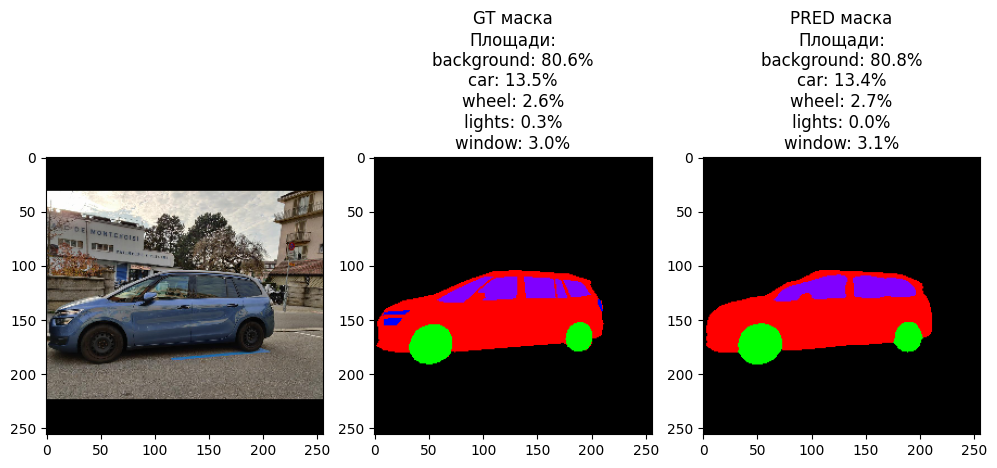 GT маска
Площади:
background: 80.6%
car: 13.5%
wheel: 2.6%
lights: 0.3%
window: 3.0%
PRED маска
Площади:
background: 80.8%
car: 13.4%
wheel: 2.7%
lights: 0.0%
window: 3.1%
0
50
100
150
200
250
0 50 100 150 200 250
DE MONTCHOISI
0
50
100
150
200
250
0 50 100 150 200 250
0
50
100
150
200
250
0 50 100 150 200 250